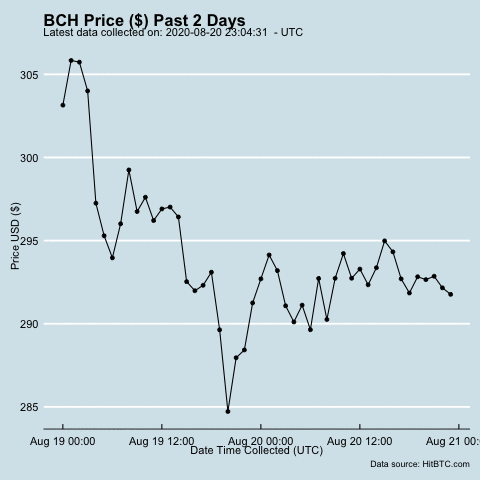 BCH Price ($) Past 2 Days
Latest data collected on: 2020-08-20 23:04:31  - UTC
305
300
295
290
285
Price USD ($)
Aug 19 00:00 Aug 19 12:00 Aug 20 00:00 Aug 20 12:00 Aug 21 00:
Date Time Collected (UTC)
Data source: HitBTC.com